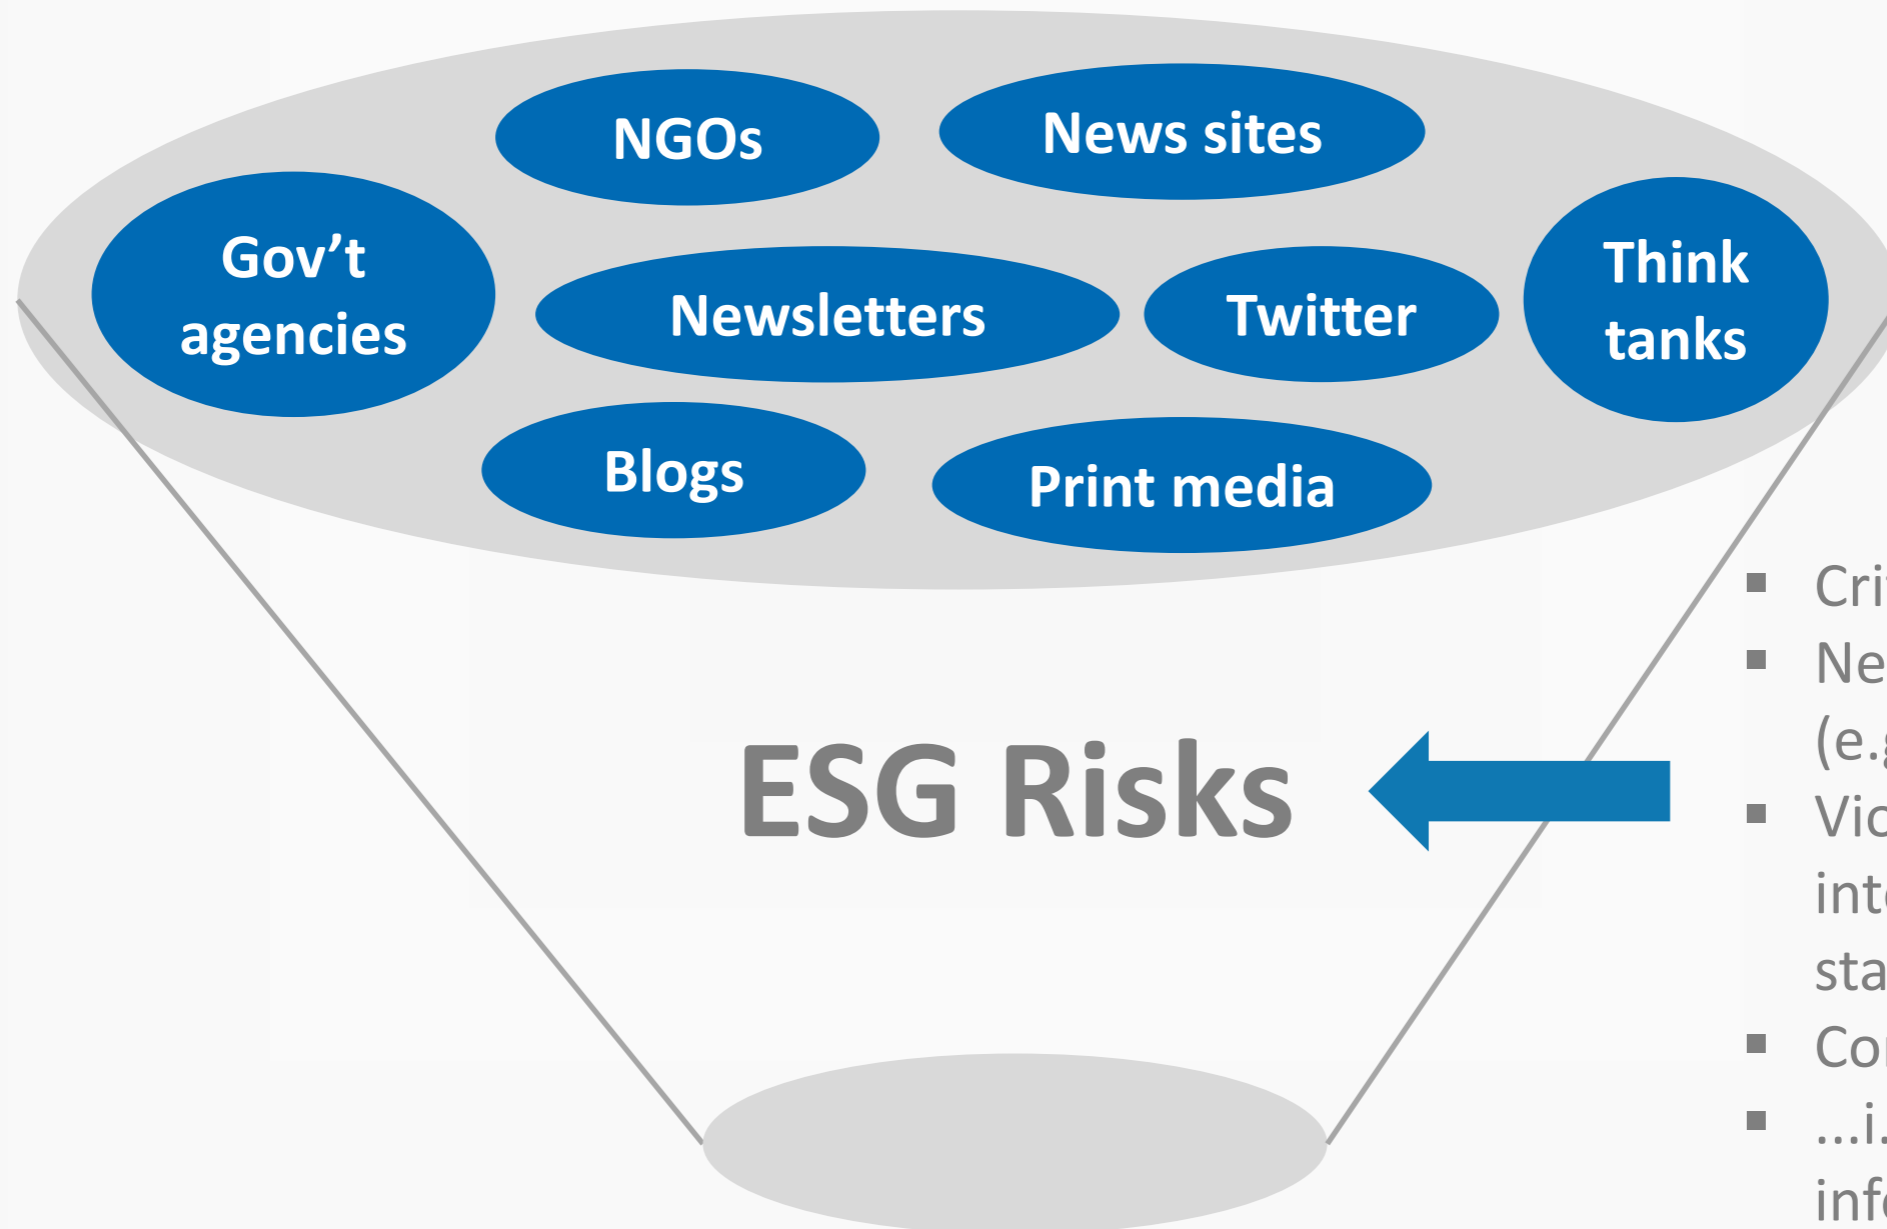 NGOs
News sites
Gov't
agencies
Think
tanks
Newsletters
Twitter
Blogs
Print media
ESG Risks